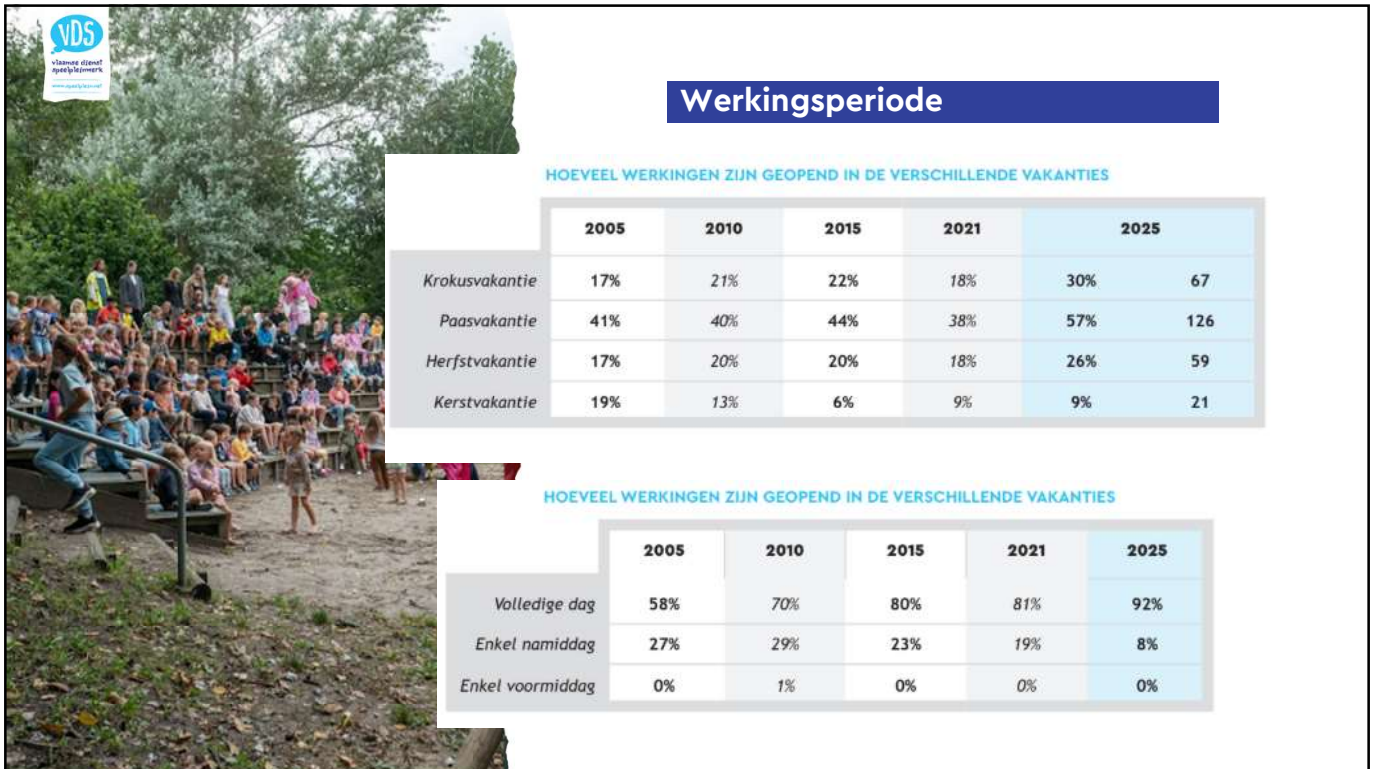 VDS
vlaamse dienst
speelpleinwerk
www.speelplein.net
Werkingsperiode
HOEVEEL WERKINGEN ZIJN GEOPEND IN DE VERSCHILLENDE VAKANTIES
2005 2010 2015 2021 2025
Krokusvakantie 17% 21% 22% 18% 30% 67
Paasvakantie 41% 40% 44% 38% 57% 126
Herfstvakantie 17% 20% 20% 18% 26% 59
Kerstvakantie 19% 13% 6% 9% 9% 21
HOEVEEL WERKINGEN ZIJN GEOPEND IN DE VERSCHILLENDE VAKANTIES
2005 2010 2015 2021 2025
Volledige dag 58% 70% 80% 81% 92%
Enkel namiddag 27% 29% 23% 19% 8%
Enkel voormiddag 0% 1% 0% 0% 0%